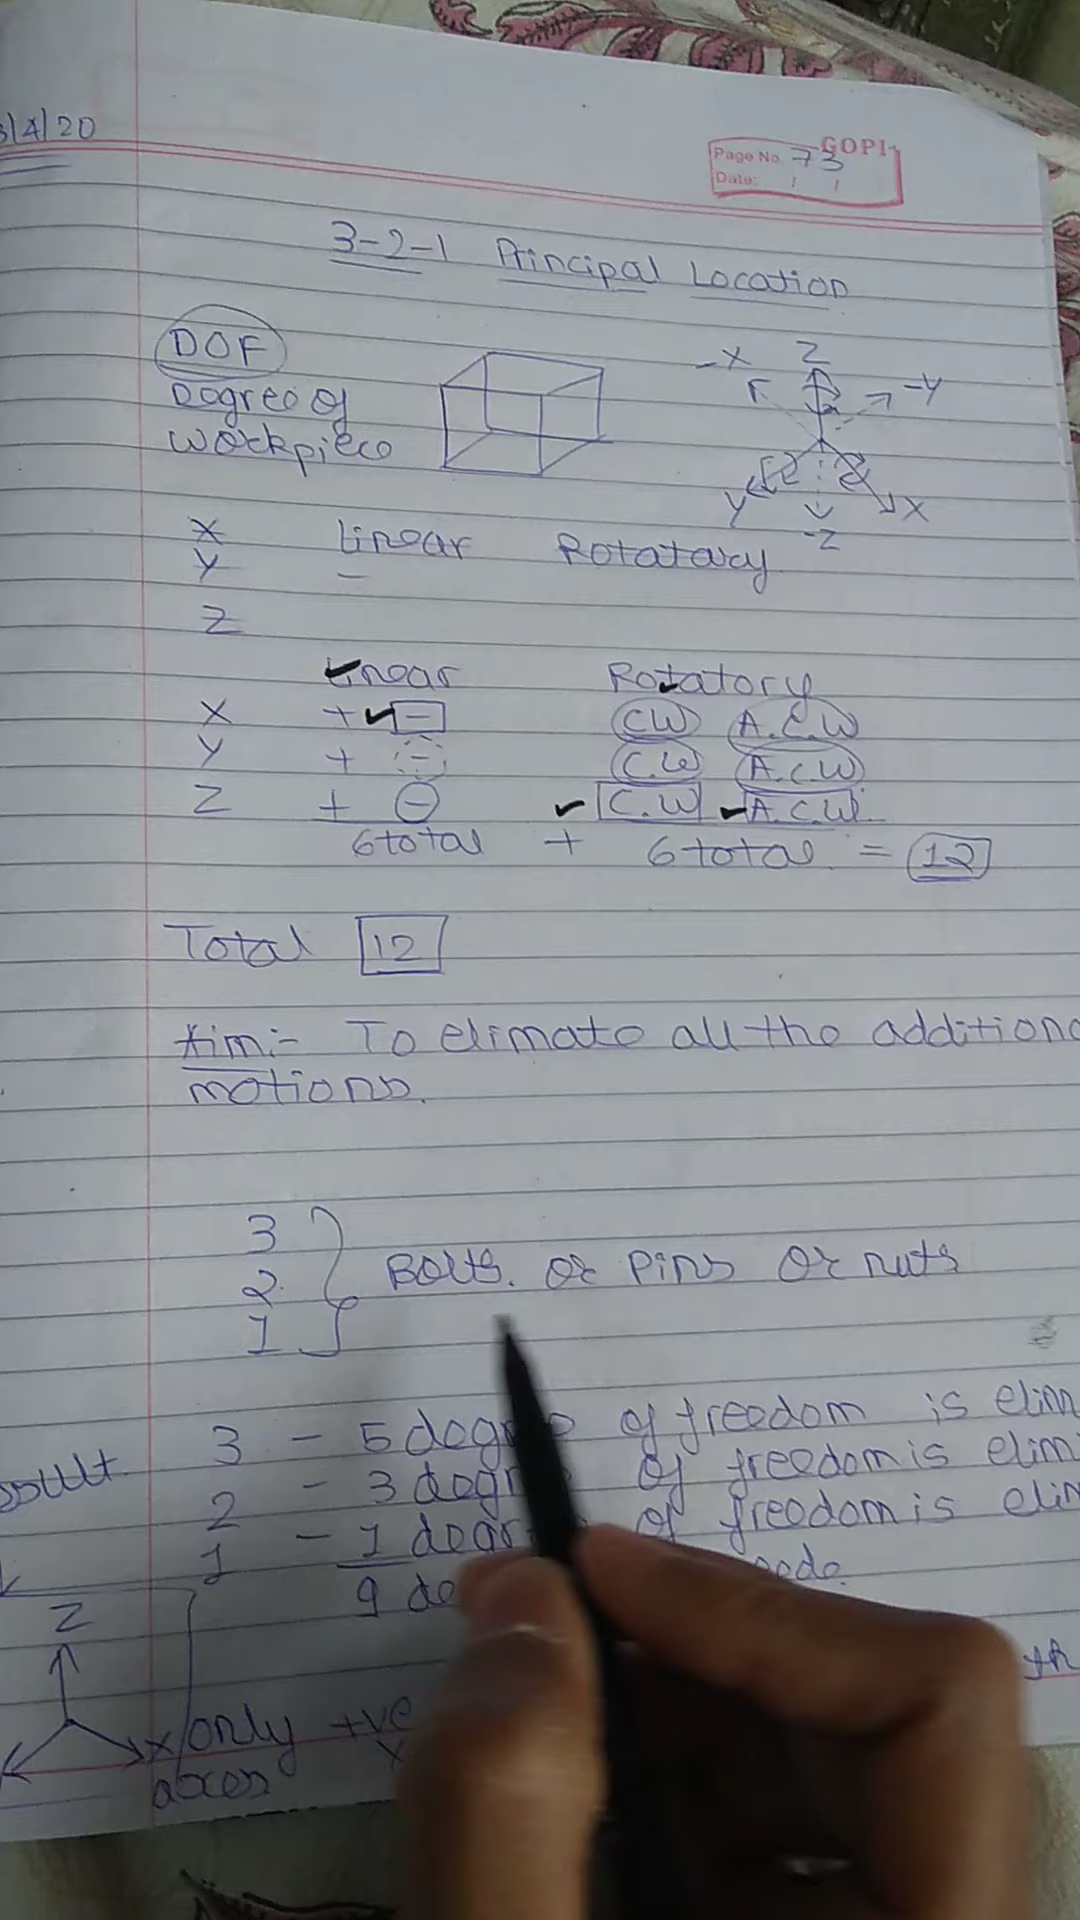 3/4/20
GOPI
Page No. 73
Date: / /
3-2-1 Principal Location
DOF
Degree of
workpiece
-X Z -Y
Y -Z X
X Linear Rotatary
Y -
Z
Linear Rotatory
X + - CW A.C.W
Y + - C.W A.C.W
Z + - C.W A.C.W
6 total + 6 total = 12
Total 12
Aim:- To elimate all the additiona
motions.
3
2 Bolts. or Pins or nuts
1
3 - 5 degr of freedom is elim
2 - 3 degr of freedom is elim
1 - 1 degr of freedom is elim
9 de
Z
X only +ve
X
axes